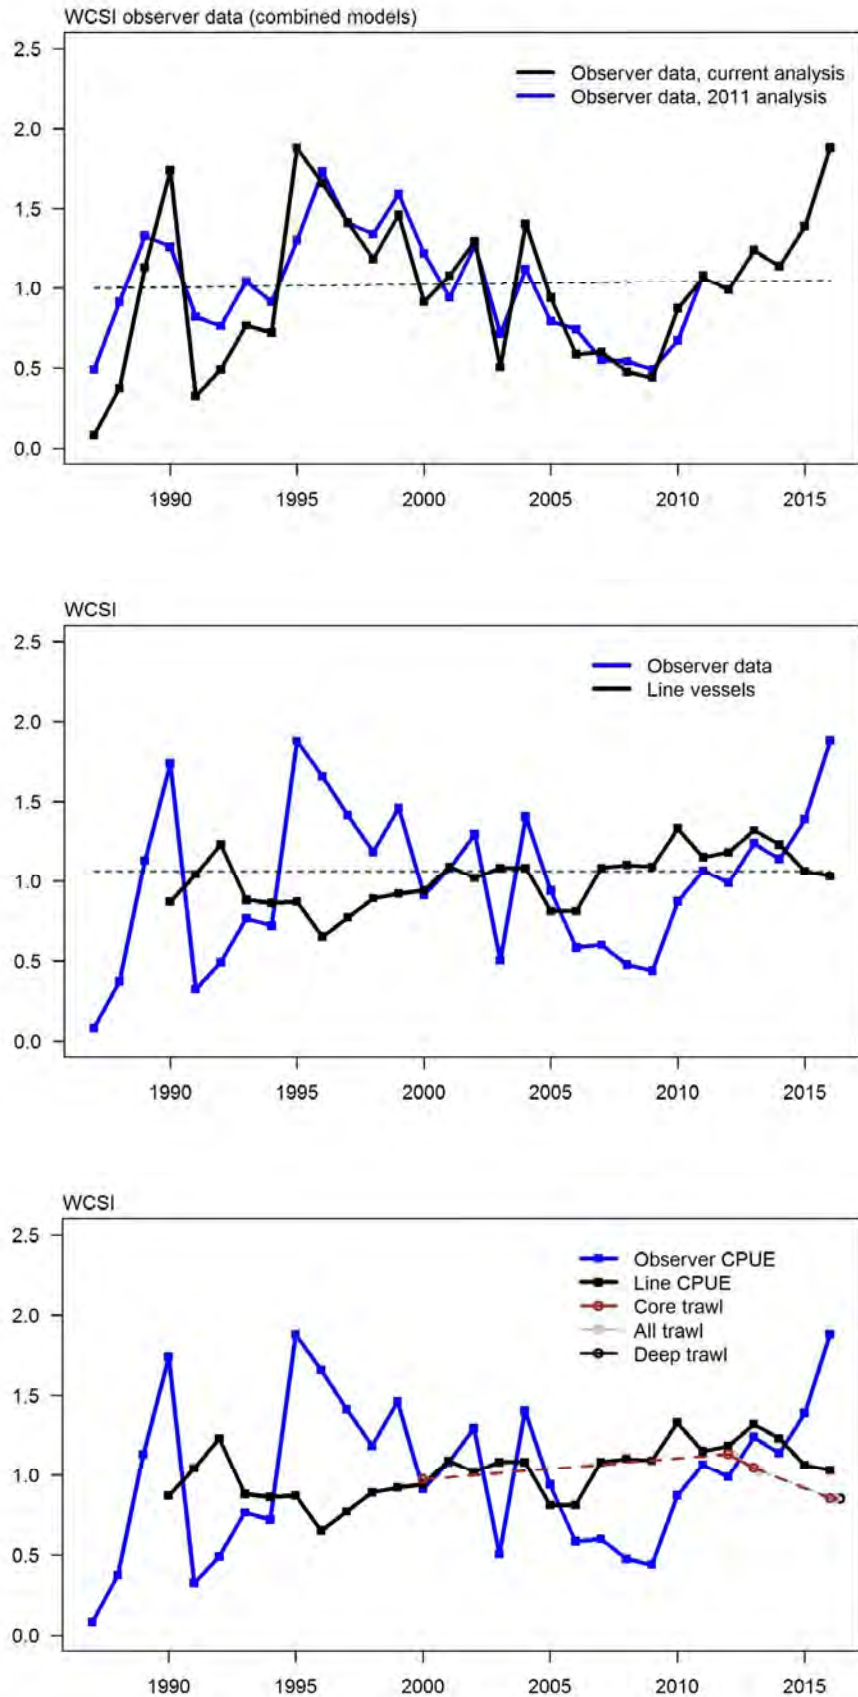 WCSI observer data (combined models)
2.5
Observer data, current analysis
Observer data, 2011 analysis
2.0
1.5
1.0
0.5
0.0
1990 1995 2000 2005 2010 2015
WCSI
2.5
Observer data
Line vessels
2.0
1.5
1.0
0.5
0.0
1990 1995 2000 2005 2010 2015
WCSI
2.5
Observer CPUE
Line CPUE
Core trawl
All trawl
Deep trawl
2.0
1.5
1.0
0.5
0.0
1990 1995 2000 2005 2010 2015